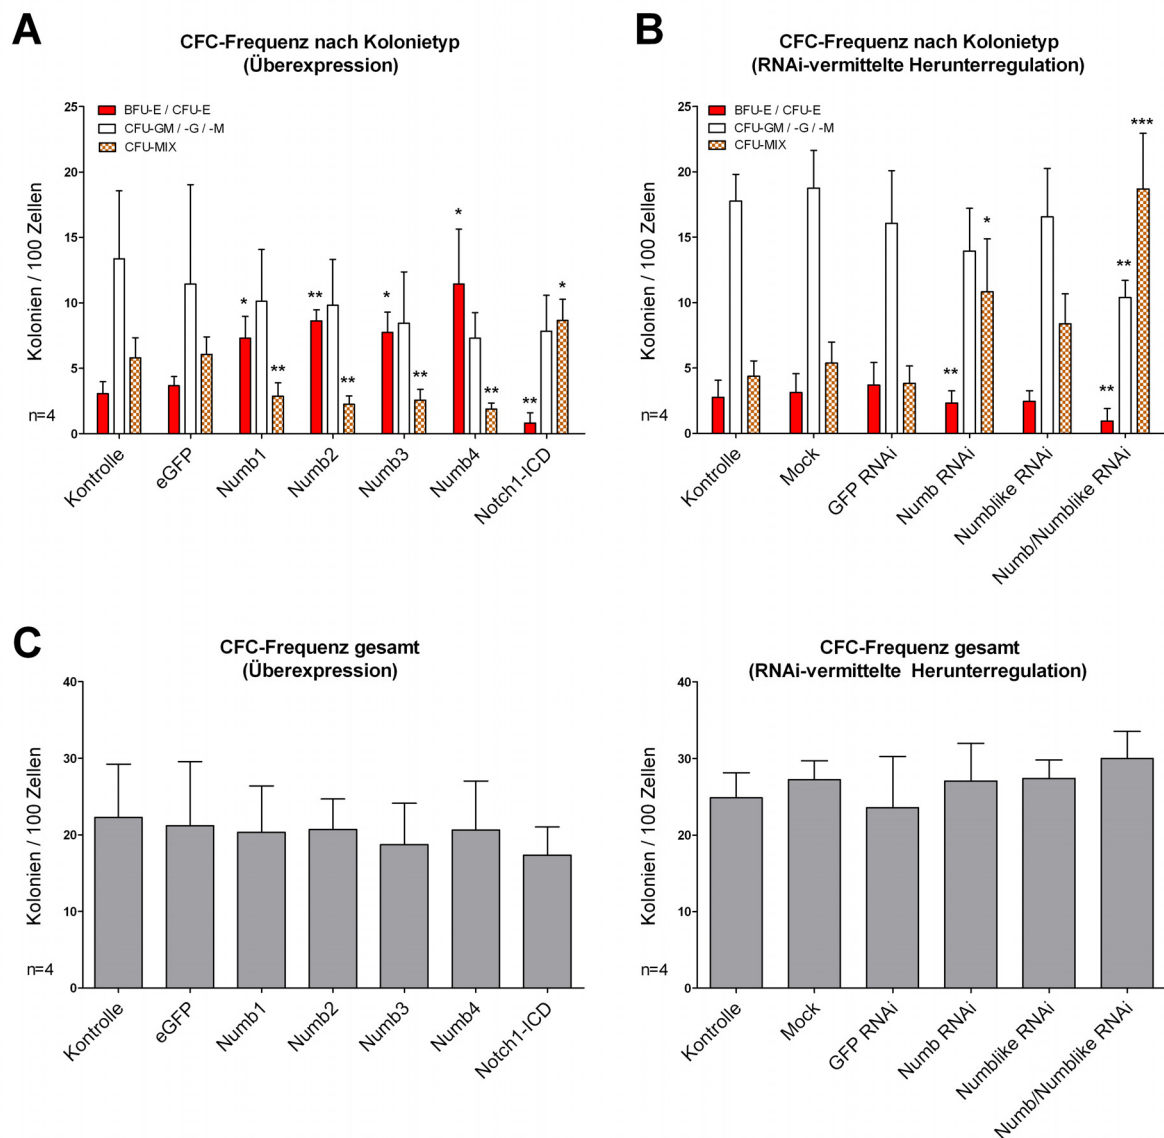 A
CFC-Frequenz nach Kolonietyp
(Überexpression)
25
20
15
10
5
0
Kolonien / 100 Zellen
BFU-E / CFU-E
CFU-GM / -G / -M
CFU-MIX
n=4
*
**
**
**
*
**
*
**
**
*
Kontrolle
eGFP
Numb1
Numb2
Numb3
Numb4
Notch1-ICD
B
CFC-Frequenz nach Kolonietyp
(RNAi-vermittelte Herunterregulation)
25
20
15
10
5
0
Kolonien / 100 Zellen
BFU-E / CFU-E
CFU-GM / -G / -M
CFU-MIX
n=4
**
*
**
**
***
Kontrolle
Mock
GFP RNAi
Numb RNAi
Numblike RNAi
Numb/Numblike RNAi
C
CFC-Frequenz gesamt
(Überexpression)
40
30
20
10
0
Kolonien / 100 Zellen
n=4
Kontrolle
eGFP
Numb1
Numb2
Numb3
Numb4
Notch1-ICD
CFC-Frequenz gesamt
(RNAi-vermittelte Herunterregulation)
40
30
20
10
0
Kolonien / 100 Zellen
n=4
Kontrolle
Mock
GFP RNAi
Numb RNAi
Numblike RNAi
Numb/Numblike RNAi